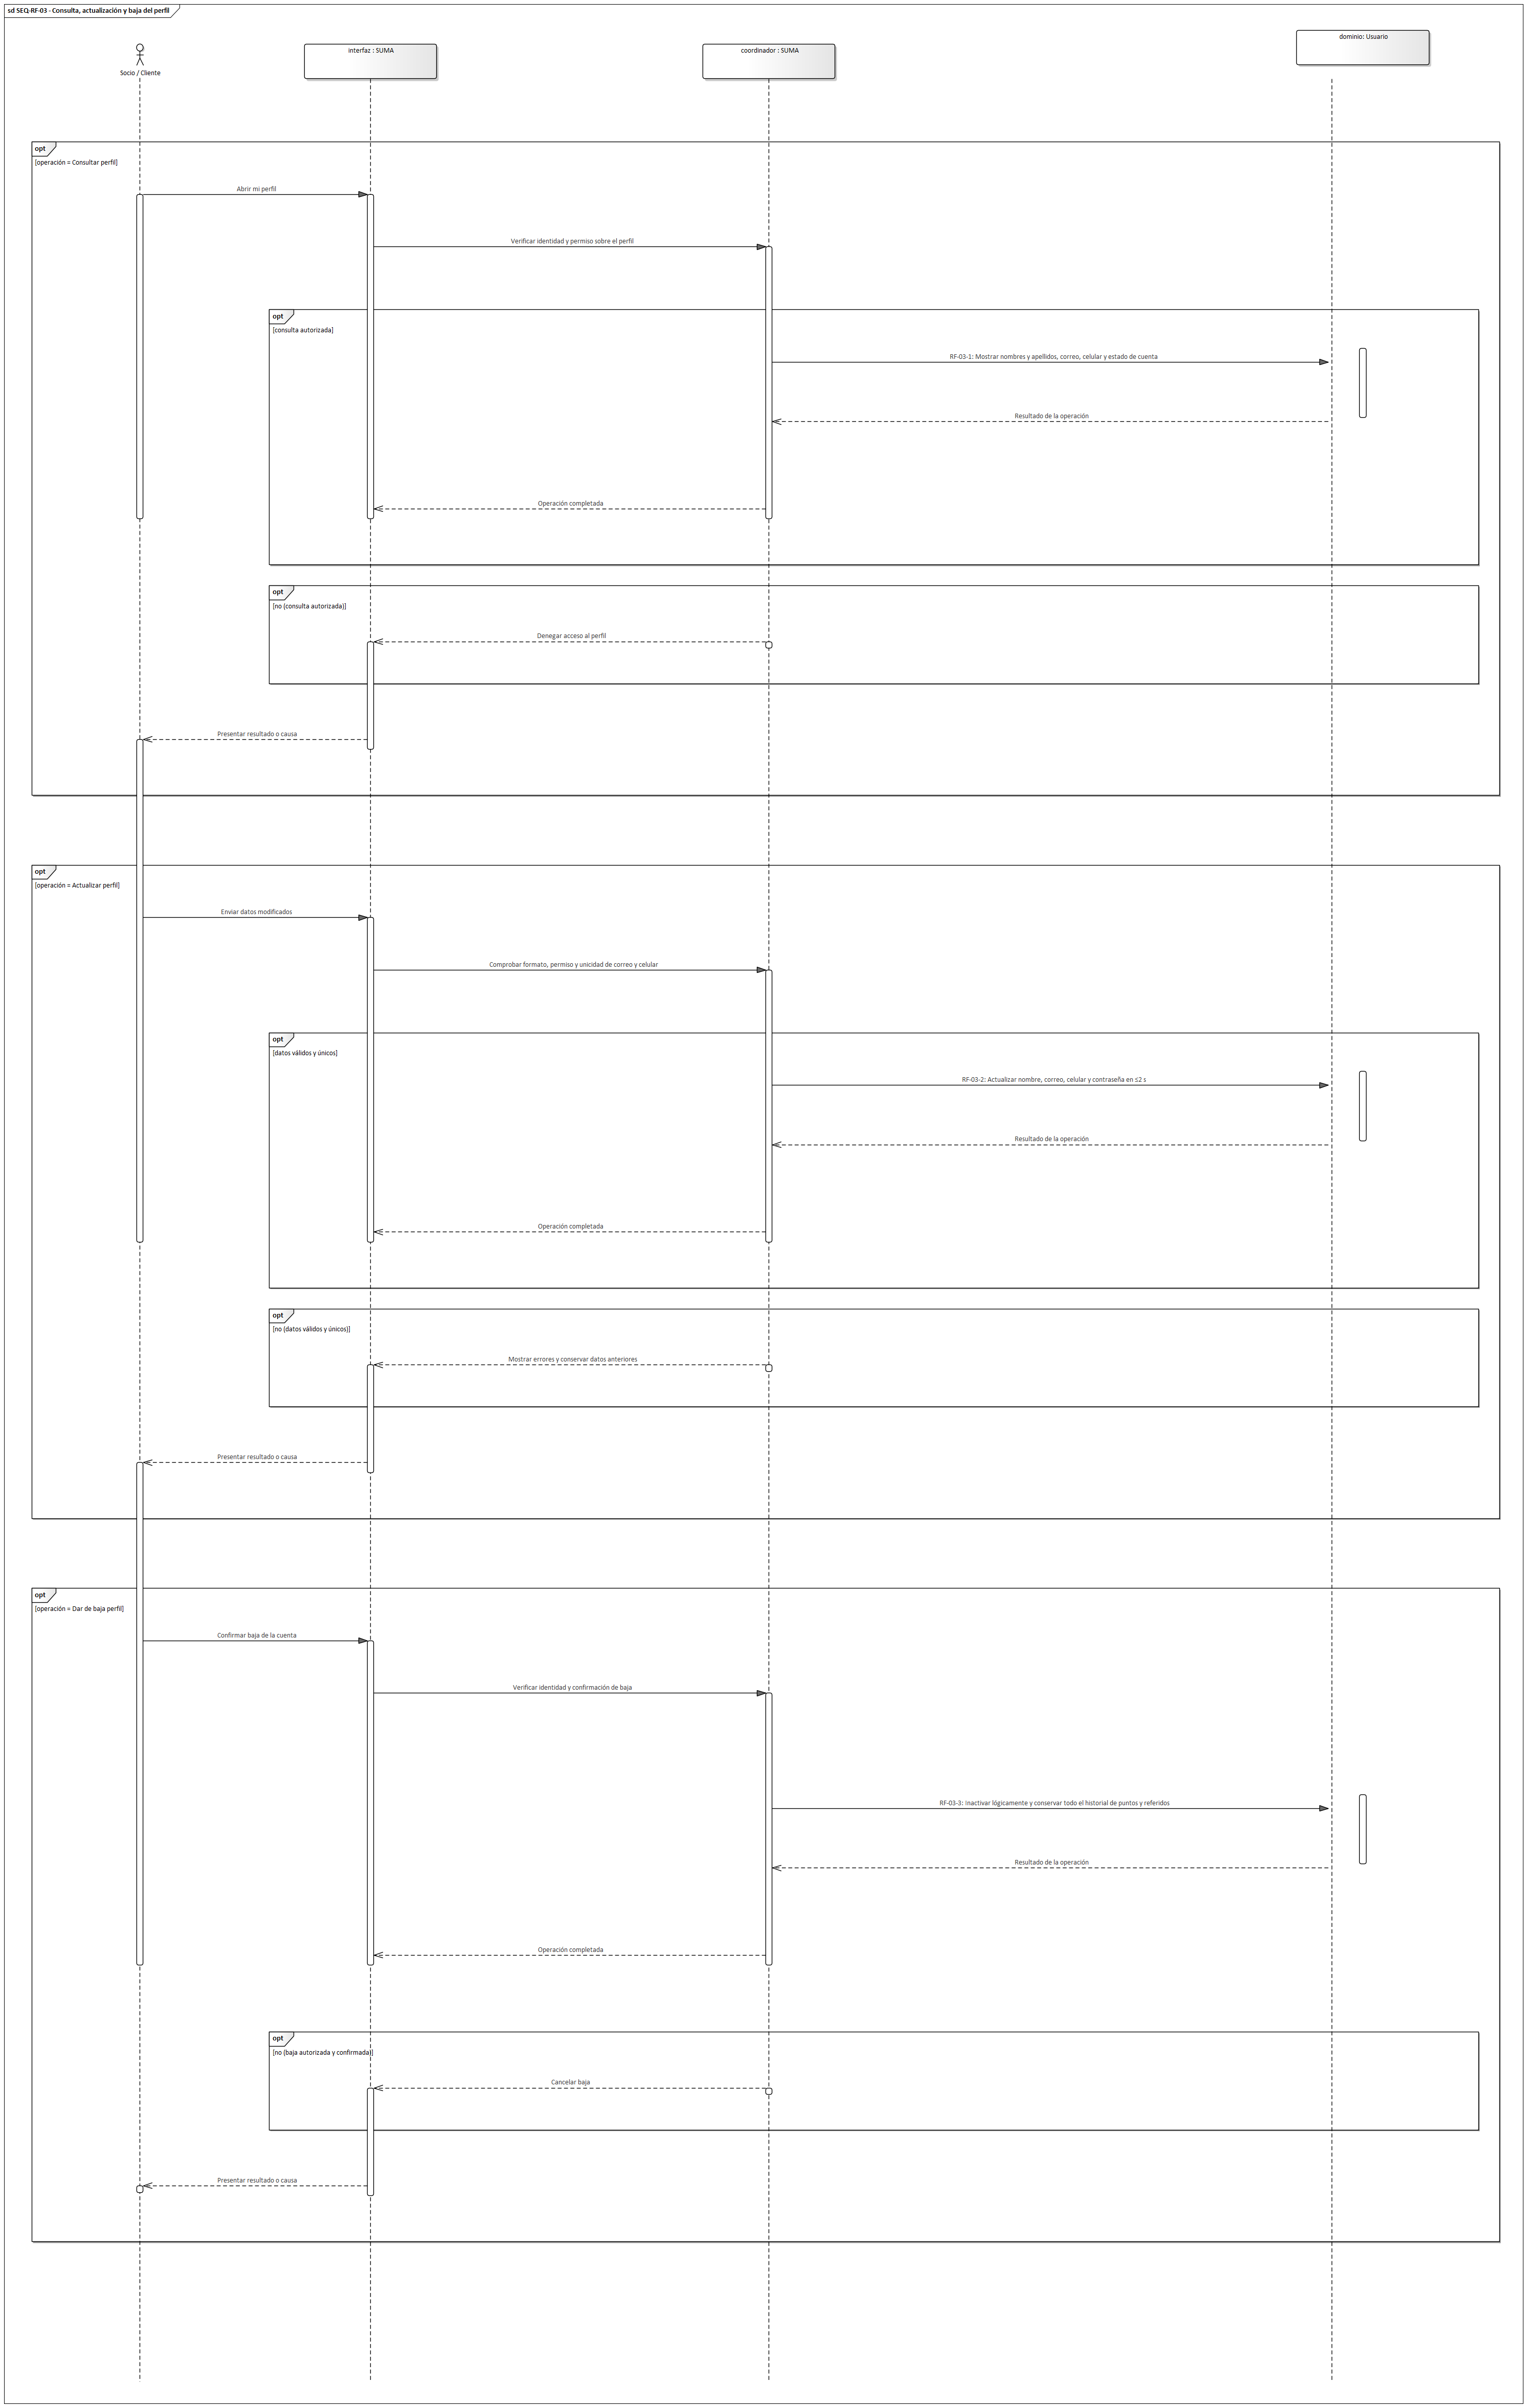 sd SEQ-RF-03 - Consulta, actualización y baja del perfil
Socio / Cliente
interfaz : SUMA
coordinador : SUMA
dominio: Usuario
opt
[operación = Consultar perfil]
Abrir mi perfil
Verificar identidad y permiso sobre el perfil
opt
[consulta autorizada]
RF-03-1: Mostrar nombres y apellidos, correo, celular y estado de cuenta
Resultado de la operación
Operación completada
opt
[no (consulta autorizada)]
Denegar acceso al perfil
Presentar resultado o causa
opt
[operación = Actualizar perfil]
Enviar datos modificados
Comprobar formato, permiso y unicidad de correo y celular
opt
[datos válidos y únicos]
RF-03-2: Actualizar nombre, correo, celular y contraseña en ≤2 s
Resultado de la operación
Operación completada
opt
[no (datos válidos y únicos)]
Mostrar errores y conservar datos anteriores
Presentar resultado o causa
opt
[operación = Dar de baja perfil]
Confirmar baja de la cuenta
Verificar identidad y confirmación de baja
RF-03-3: Inactivar lógicamente y conservar todo el historial de puntos y referidos
Resultado de la operación
Operación completada
opt
[no (baja autorizada y confirmada)]
Cancelar baja
Presentar resultado o causa